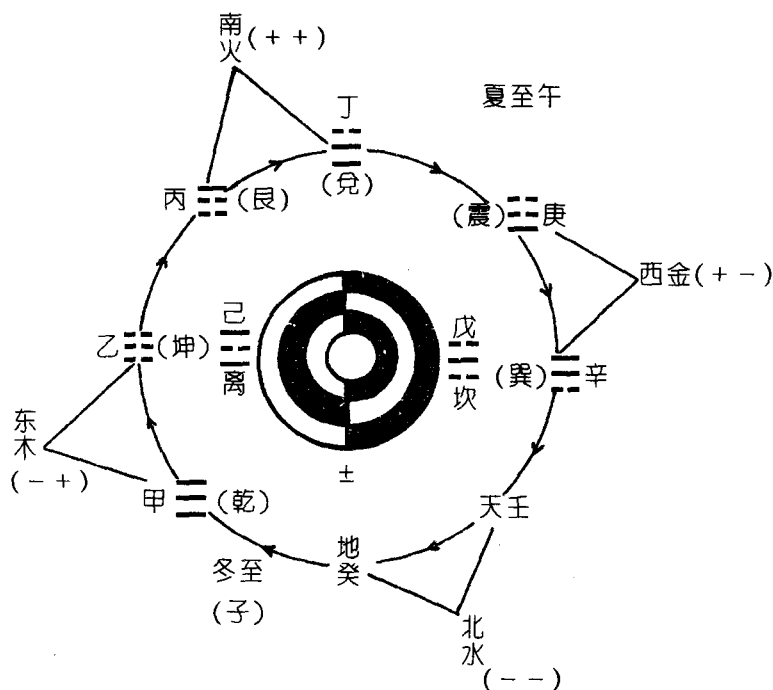 南
火 (++)
夏至午
丁
(兌)
丙 (艮)
(震) 庚
西金 (+-)
己
离
戊
坎
乙 (坤)
(巽) 辛
东
木
(-+)
甲 (乾)
±
天壬
地
癸
冬至
(子)
北
水
(--)